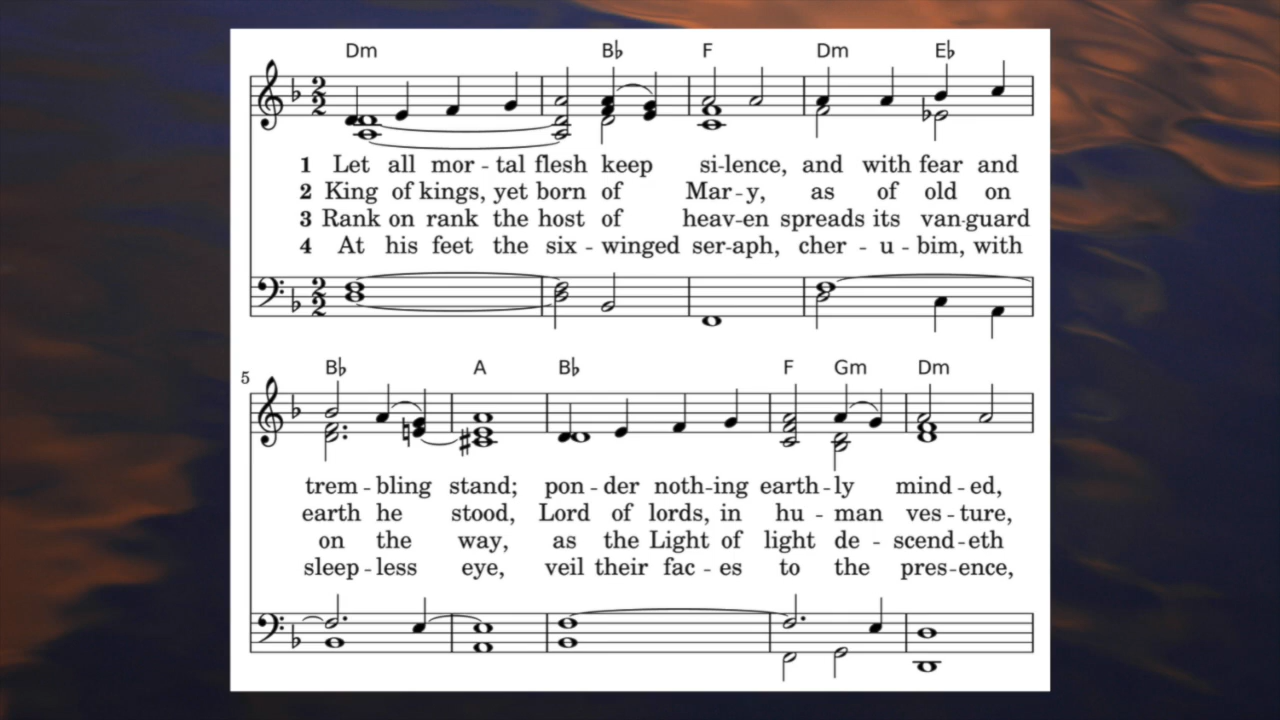 Dm B♭ F Dm E♭
1 Let all mor - tal flesh keep si-lence, and with fear and
2 King of kings, yet born of Mar-y, as of old on
3 Rank on rank the host of heav-en spreads its van-guard
4 At his feet the six - winged ser-aph, cher - u - bim, with
B♭ A B♭ F Gm Dm
5
trem - bling stand; pon - der noth-ing earth-ly mind - ed,
earth he stood, Lord of lords, in hu - man ves - ture,
on the way, as the Light of light de - scend-eth
sleep - less eye, veil their fac - es to the pres-ence,